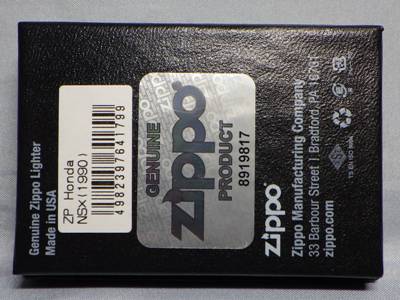 Genuine Zippo Lighter
Made in USA
ZP Honda
NSX(1990)
4982397641799
GENUINE
Zippo
PRODUCT
8919817
zippo
Zippo Manufacturing Company
33 Barbour Street | Bradford, PA 16701
zippo.com